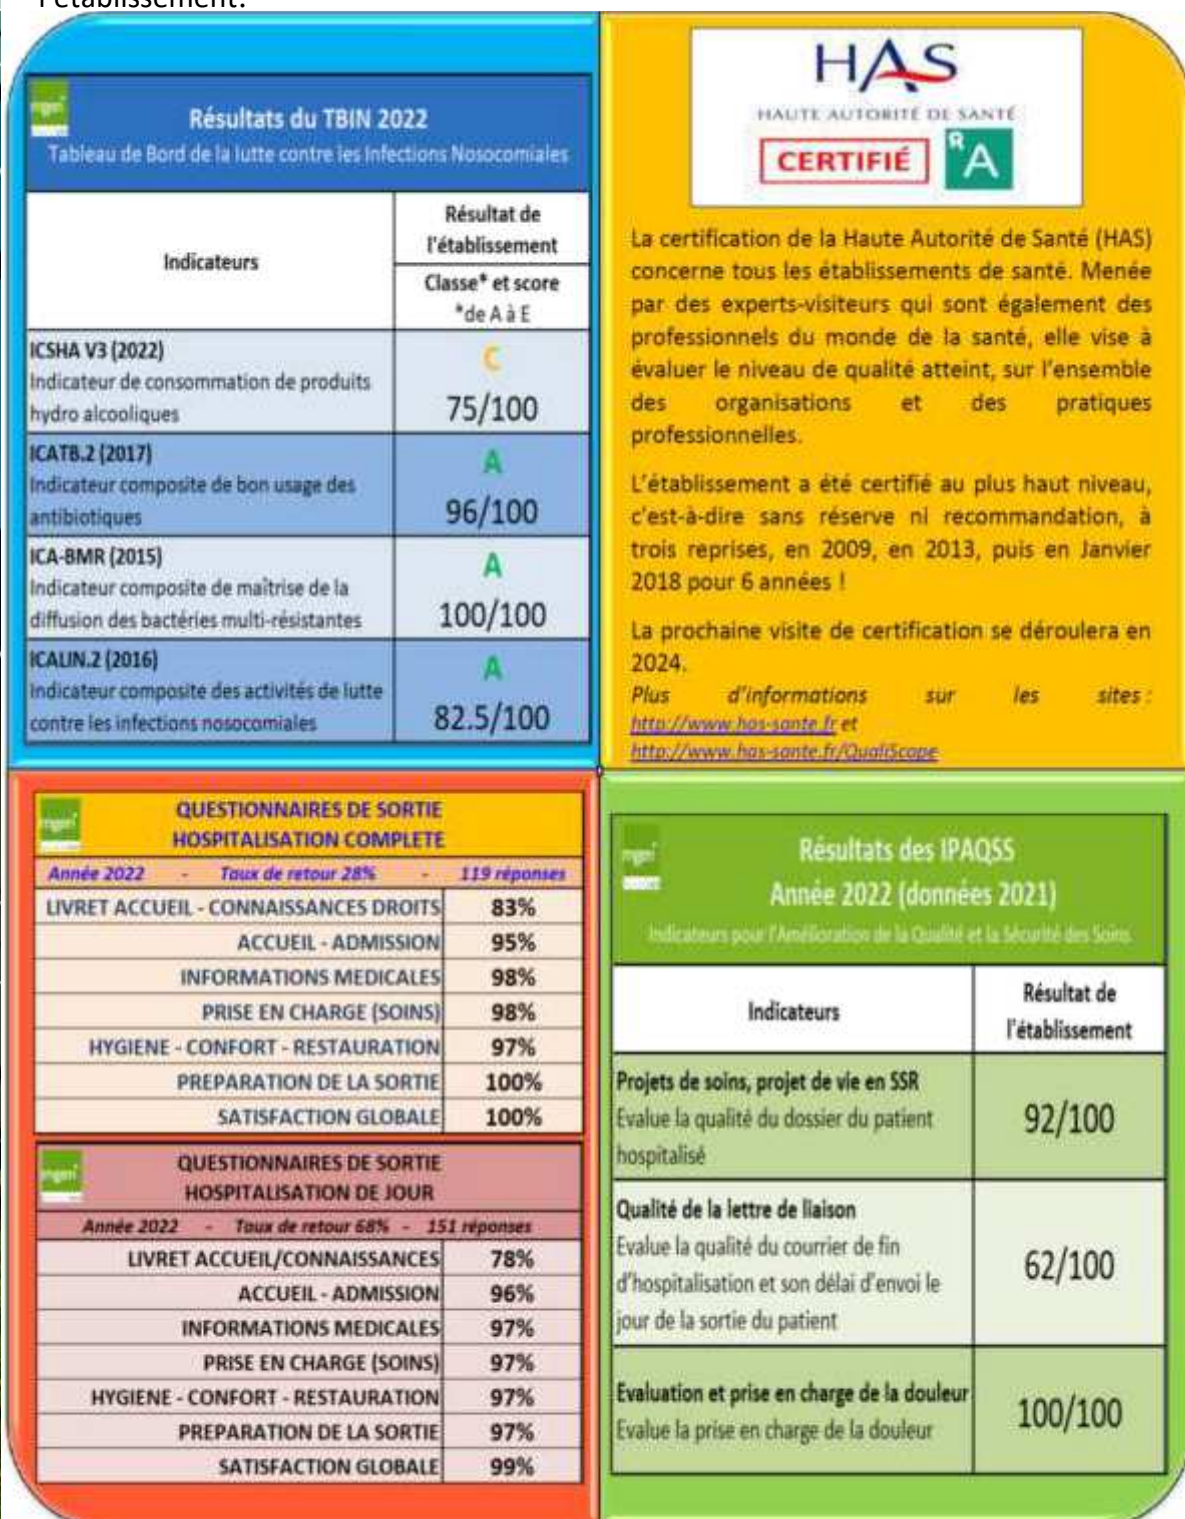 l'établissement.
mgen
Résultats du TBIN 2022
Tableau de Bord de la lutte contre les Infections Nosocomiales
Indicateurs
Résultat de
l'établissement
Classe* et score
*de A à E
ICSHA V3 (2022)
Indicateur de consommation de produits
hydro alcooliques
C
75/100
ICATB.2 (2017)
Indicateur composite de bon usage des
antibiotiques
A
96/100
ICA-BMR (2015)
Indicateur composite de maîtrise de la
diffusion des bactéries multi-résistantes
A
100/100
ICALIN.2 (2016)
Indicateur composite des activités de lutte
contre les infections nosocomiales
A
82.5/100
HAS
HAUTE AUTORITÉ DE SANTÉ
CERTIFIÉ
R A
La certification de la Haute Autorité de Santé (HAS)
concerne tous les établissements de santé. Menée
par des experts-visiteurs qui sont également des
professionnels du monde de la santé, elle vise à
évaluer le niveau de qualité atteint, sur l'ensemble
des organisations et des pratiques
professionnelles.
L'établissement a été certifié au plus haut niveau,
c'est-à-dire sans réserve ni recommandation, à
trois reprises, en 2009, en 2013, puis en Janvier
2018 pour 6 années !
La prochaine visite de certification se déroulera en
2024.
Plus d'informations sur les sites :
http://www.has-sante.fr et
http://www.has-sante.fr/QualiScope
mgen
QUESTIONNAIRES DE SORTIE
HOSPITALISATION COMPLETE
Année 2022 - Taux de retour 28% - 119 réponses
LIVRET ACCUEIL - CONNAISSANCES DROITS 83%
ACCUEIL - ADMISSION 95%
INFORMATIONS MEDICALES 98%
PRISE EN CHARGE (SOINS) 98%
HYGIENE - CONFORT - RESTAURATION 97%
PREPARATION DE LA SORTIE 100%
SATISFACTION GLOBALE 100%
mgen
QUESTIONNAIRES DE SORTIE
HOSPITALISATION DE JOUR
Année 2022 - Taux de retour 68% - 151 réponses
LIVRET ACCUEIL/CONNAISSANCES 78%
ACCUEIL - ADMISSION 96%
INFORMATIONS MEDICALES 97%
PRISE EN CHARGE (SOINS) 97%
HYGIENE - CONFORT - RESTAURATION 97%
PREPARATION DE LA SORTIE 97%
SATISFACTION GLOBALE 99%
mgen
Résultats des IPAQSS
Année 2022 (données 2021)
Indicateurs pour l'Amélioration de la Qualité et la Sécurité des Soins
Indicateurs
Résultat de
l'établissement
Projets de soins, projet de vie en SSR
Evalue la qualité du dossier du patient
hospitalisé
92/100
Qualité de la lettre de liaison
Evalue la qualité du courrier de fin
d'hospitalisation et son délai d'envoi le
jour de la sortie du patient
62/100
Evaluation et prise en charge de la douleur
Evalue la prise en charge de la douleur
100/100